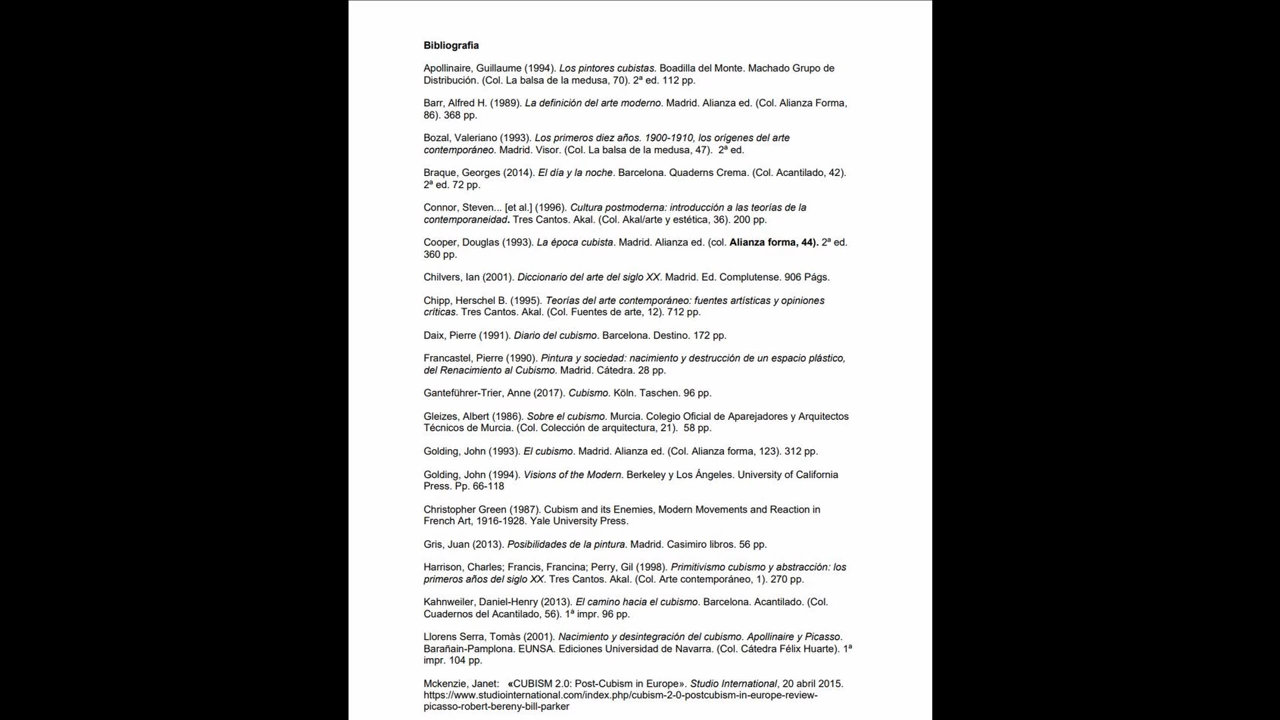 Bibliografia
Apollinaire, Guillaume (1994). Los pintores cubistas. Boadilla del Monte. Machado Grupo de
Distribución. (Col. La balsa de la medusa, 70). 2ª ed. 112 pp.
Barr, Alfred H. (1989). La definición del arte moderno. Madrid. Alianza ed. (Col. Alianza Forma,
86). 368 pp.
Bozal, Valeriano (1993). Los primeros diez años. 1900-1910, los orígenes del arte
contemporáneo. Madrid. Visor. (Col. La balsa de la medusa, 47).  2ª ed.
Braque, Georges (2014). El día y la noche. Barcelona. Quaderns Crema. (Col. Acantilado, 42).
2ª ed. 72 pp.
Connor, Steven... [et al.] (1996). Cultura postmoderna: introducción a las teorías de la
contemporaneidad. Tres Cantos. Akal. (Col. Akal/arte y estética, 36). 200 pp.
Cooper, Douglas (1993). La época cubista. Madrid. Alianza ed. (col. Alianza forma, 44). 2ª ed.
360 pp.
Chilvers, Ian (2001). Diccionario del arte del siglo XX. Madrid. Ed. Complutense. 906 Págs.
Chipp, Herschel B. (1995). Teorías del arte contemporáneo: fuentes artísticas y opiniones
críticas. Tres Cantos. Akal. (Col. Fuentes de arte, 12). 712 pp.
Daix, Pierre (1991). Diario del cubismo. Barcelona. Destino. 172 pp.
Francastel, Pierre (1990). Pintura y sociedad: nacimiento y destrucción de un espacio plástico,
del Renacimiento al Cubismo. Madrid. Cátedra. 28 pp.
Ganteführer-Trier, Anne (2017). Cubismo. Köln. Taschen. 96 pp.
Gleizes, Albert (1986). Sobre el cubismo. Murcia. Colegio Oficial de Aparejadores y Arquitectos
Técnicos de Murcia. (Col. Colección de arquitectura, 21).  58 pp.
Golding, John (1993). El cubismo. Madrid. Alianza ed. (Col. Alianza forma, 123). 312 pp.
Golding, John (1994). Visions of the Modern. Berkeley y Los Ángeles. University of California
Press. Pp. 66-118
Christopher Green (1987). Cubism and its Enemies, Modern Movements and Reaction in
French Art, 1916-1928. Yale University Press.
Gris, Juan (2013). Posibilidades de la pintura. Madrid. Casimiro libros. 56 pp.
Harrison, Charles; Francis, Francina; Perry, Gil (1998). Primitivismo cubismo y abstracción: los
primeros años del siglo XX. Tres Cantos. Akal. (Col. Arte contemporáneo, 1). 270 pp.
Kahnweiler, Daniel-Henry (2013). El camino hacia el cubismo. Barcelona. Acantilado. (Col.
Cuadernos del Acantilado, 56). 1ª impr. 96 pp.
Llorens Serra, Tomàs (2001). Nacimiento y desintegración del cubismo. Apollinaire y Picasso.
Barañain-Pamplona. EUNSA. Ediciones Universidad de Navarra. (Col. Cátedra Félix Huarte). 1ª
impr. 104 pp.
Mckenzie, Janet:   «CUBISM 2.0: Post-Cubism in Europe». Studio International, 20 abril 2015.
https://www.studiointernational.com/index.php/cubism-2-0-postcubism-in-europe-review-
picasso-robert-bereny-bill-parker